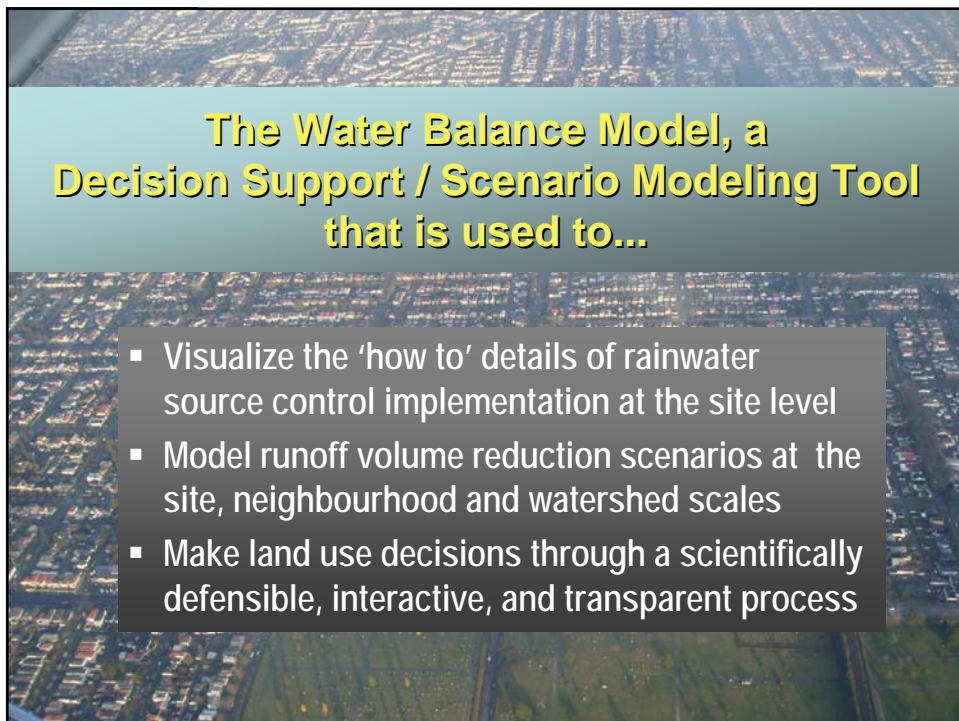 The Water Balance Model, a
Decision Support / Scenario Modeling Tool
that is used to...
▪ Visualize the ‘how to’ details of rainwater
source control implementation at the site level
▪ Model runoff volume reduction scenarios at the
site, neighbourhood and watershed scales
▪ Make land use decisions through a scientifically
defensible, interactive, and transparent process